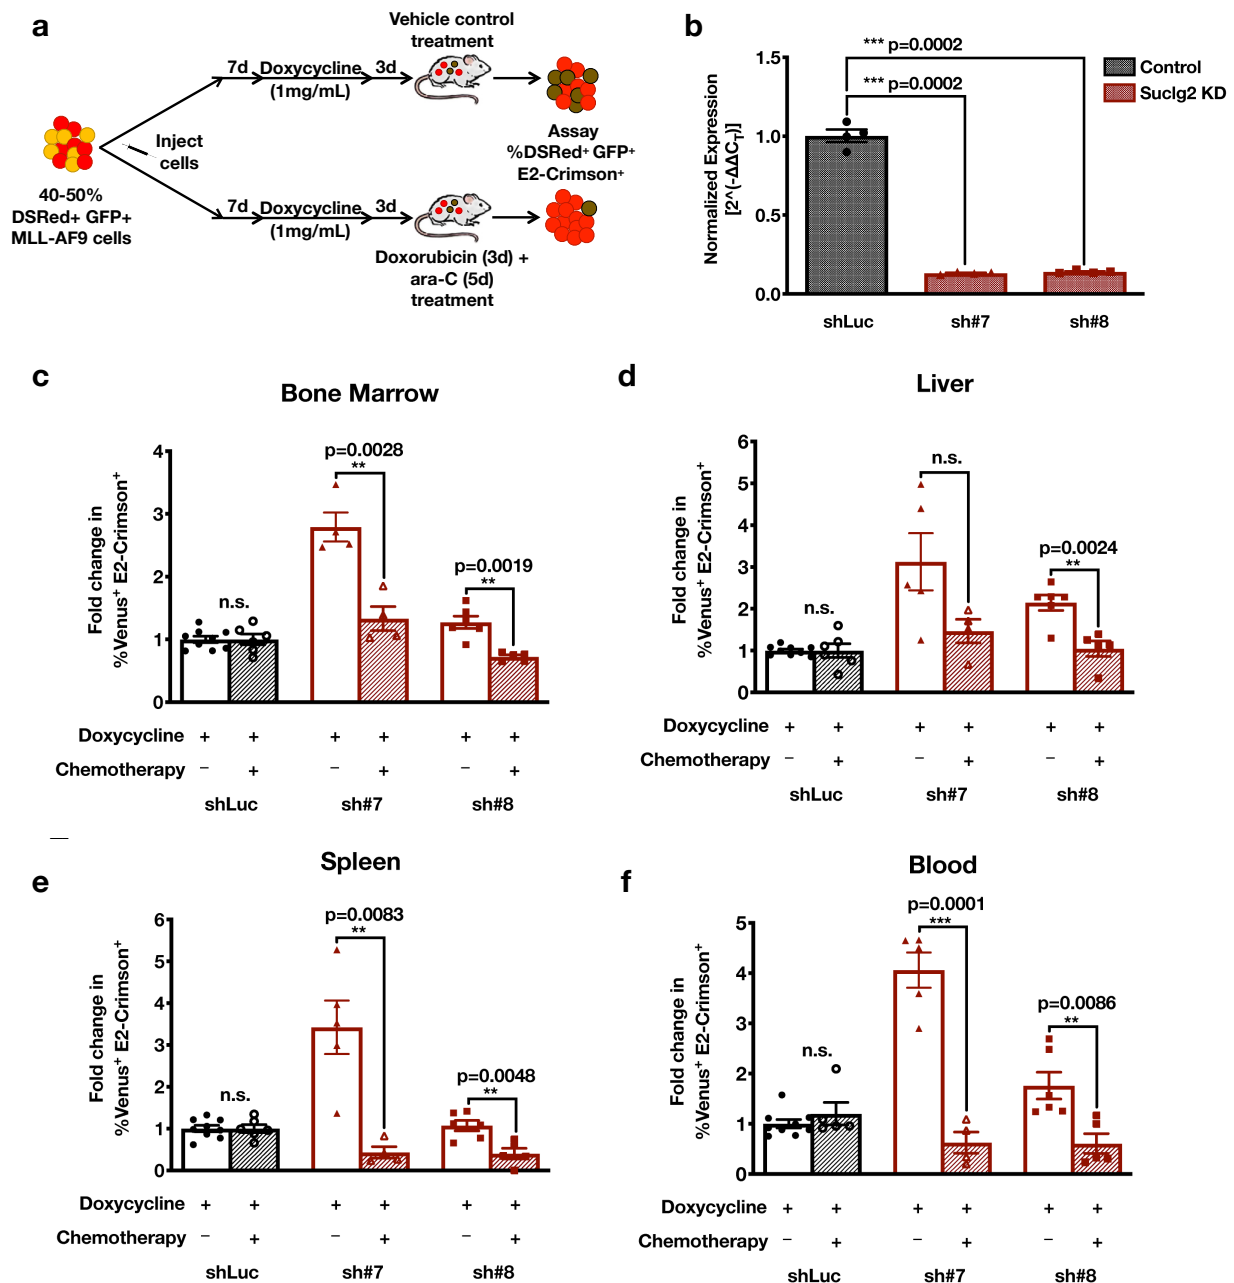 a
Vehicle control
treatment
7d
Doxycycline
(1mg/mL)
3d
Inject
cells
Assay
%DSRed⁺ GFP⁺
E2-Crimson⁺
40-50%
DSRed+ GFP+
MLL-AF9 cells
7d
Doxycycline
(1mg/mL)
3d
Doxorubicin (3d) +
ara-C (5d)
treatment
b
*** p=0.0002
*** p=0.0002
Control
Suclg2 KD
Normalized Expression
[2^(-ΔΔC_T)]
1.5
1.0
0.5
0.0
shLuc sh#7 sh#8
c
Bone Marrow
Fold change in
%Venus⁺ E2-Crimson⁺
4
3
2
1
0
n.s.
p=0.0028
**
p=0.0019
**
Doxycycline + + + + + +
Chemotherapy − + − + − +
shLuc sh#7 sh#8
d
Liver
Fold change in
%Venus⁺ E2-Crimson⁺
6
5
4
3
2
1
0
n.s.
n.s.
p=0.0024
**
Doxycycline + + + + + +
Chemotherapy − + − + − +
shLuc sh#7 sh#8
e
Spleen
Fold change in
%Venus⁺ E2-Crimson⁺
6
5
4
3
2
1
0
n.s.
p=0.0083
**
p=0.0048
**
Doxycycline + + + + + +
Chemotherapy − + − + − +
shLuc sh#7 sh#8
f
Blood
Fold change in
%Venus⁺ E2-Crimson⁺
5
4
3
2
1
0
n.s.
p=0.0001
***
p=0.0086
**
Doxycycline + + + + + +
Chemotherapy − + − + − +
shLuc sh#7 sh#8